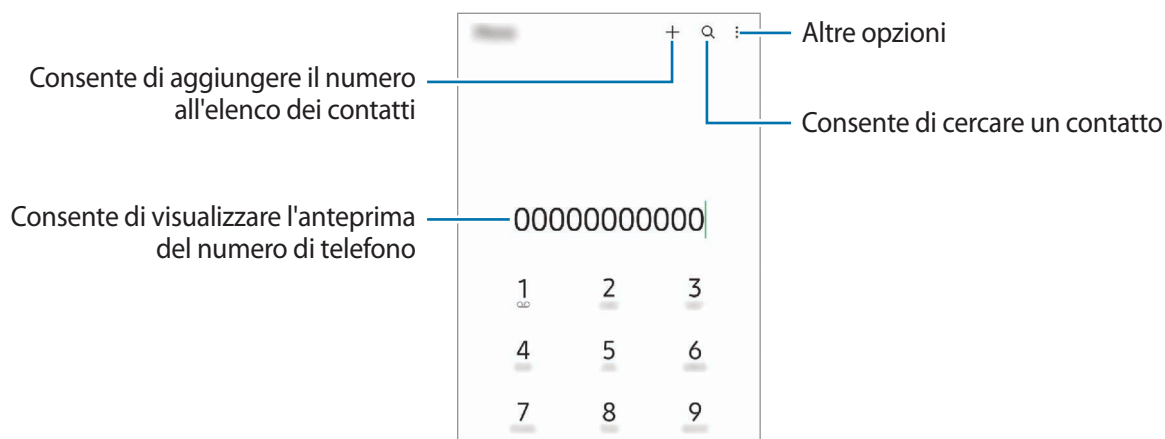 Altre opzioni
Consente di aggiungere il numero
all'elenco dei contatti
Consente di cercare un contatto
Consente di visualizzare l'anteprima
del numero di telefono
00000000000
1 2 3
4 5 6
7 8 9